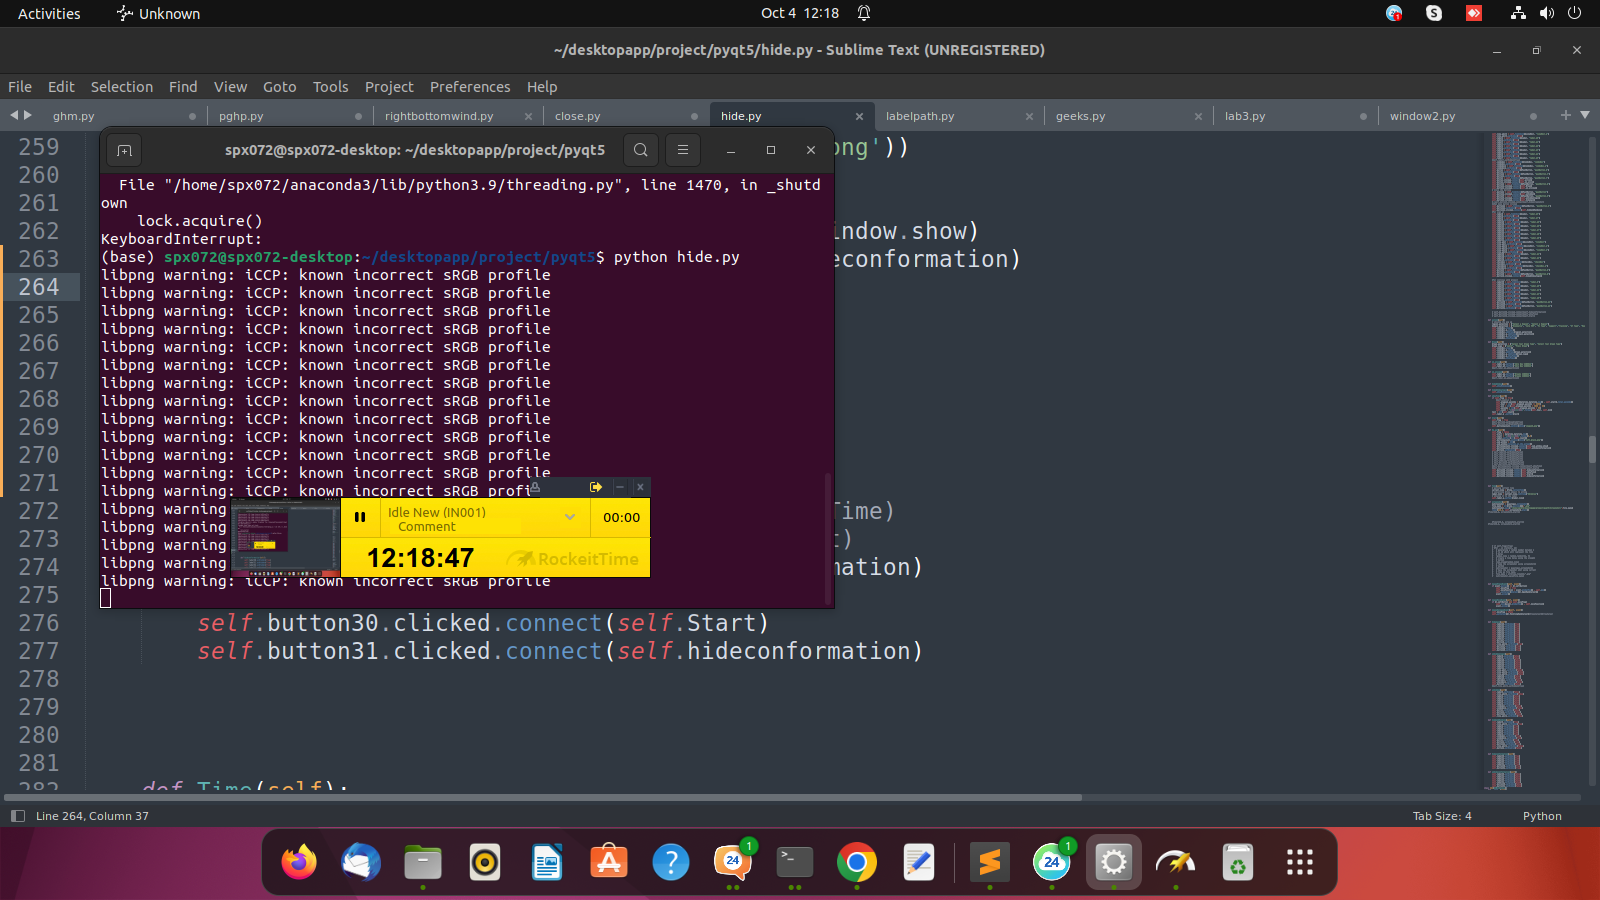 Activities
Unknown
Oct 4 12:18
~/desktopapp/project/pyqt5/hide.py - Sublime Text (UNREGISTERED)
File Edit Selection Find View Goto Tools Project Preferences Help
ghm.py pghp.py rightbottomwind.py close.py hide.py labelpath.py geeks.py lab3.py window2.py
spx072@spx072-desktop: ~/desktopapp/project/pyqt5
File "/home/spx072/anaconda3/lib/python3.9/threading.py", line 1470, in _shutd
own
lock.acquire()
KeyboardInterrupt:
(base) spx072@spx072-desktop:~/desktopapp/project/pyqt5$ python hide.py
libpng warning: iCCP: known incorrect sRGB profile
libpng warning: iCCP: known incorrect sRGB profile
libpng warning: iCCP: known incorrect sRGB profile
libpng warning: iCCP: known incorrect sRGB profile
libpng warning: iCCP: known incorrect sRGB profile
libpng warning: iCCP: known incorrect sRGB profile
libpng warning: iCCP: known incorrect sRGB profile
libpng warning: iCCP: known incorrect sRGB profile
libpng warning: iCCP: known incorrect sRGB profile
libpng warning: iCCP: known incorrect sRGB profile
libpng warning: iCCP: known incorrect sRGB profile
libpng warning: iCCP: known incorrect sRGB profile
libpng warning: iCCP: known incorrect sRGB prof
libpng warning
libpng warning
libpng warning
libpng warning
libpng warning: iCCP: known incorrect sRGB profile
Idle New (IN001)
Comment
00:00
12:18:47
RockeitTime
259 ong'))
260
261
262 indow.show)
263 econformation)
264
265
266
267
268
269
270
271
272 Time)
273 t)
274 mation)
275
276 self.button30.clicked.connect(self.Start)
277 self.button31.clicked.connect(self.hideconformation)
278
279
280
281
282 def Time(self):
Line 264, Column 37
Tab Size: 4
Python
24
1
24
1